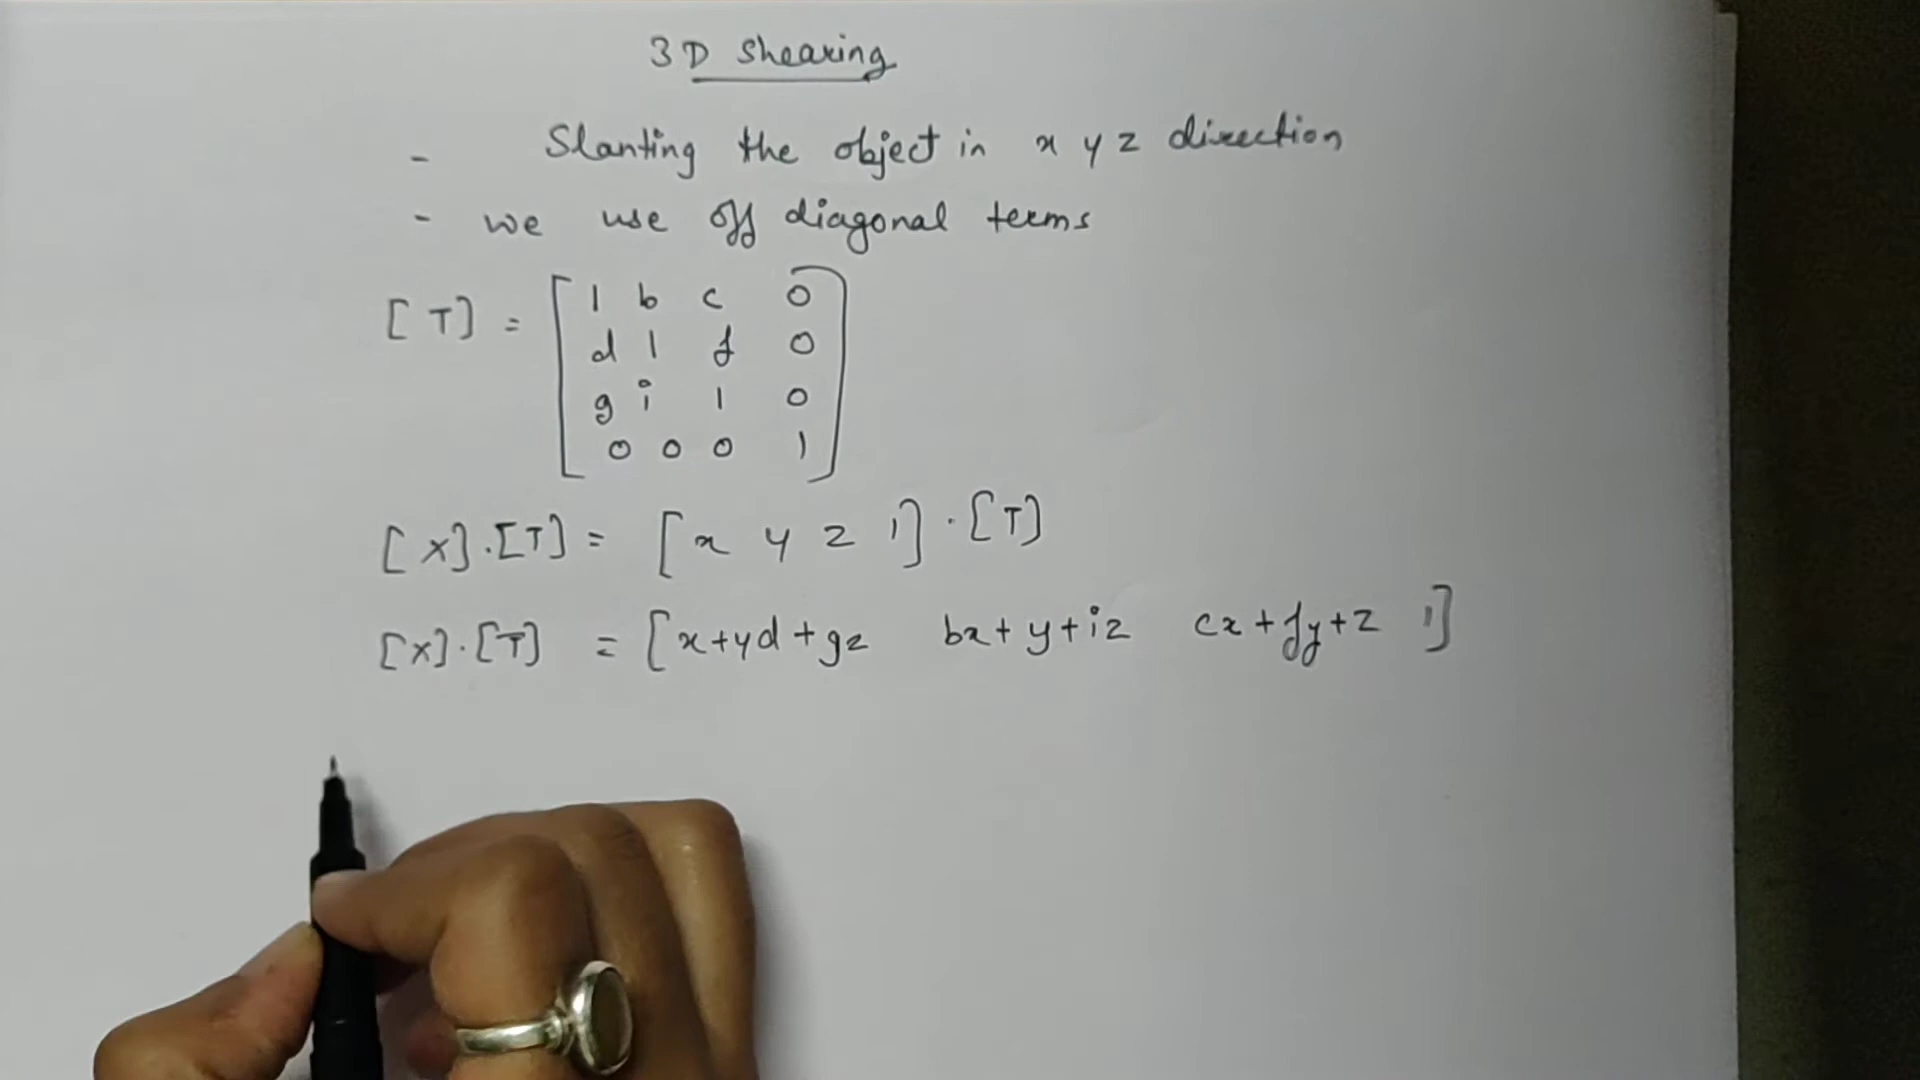 3D Shearing
- Slanting the object in x y z direction
- we use off diagonal terms
[T] = [ 1 b c 0
d 1 f 0
g i 1 0
0 0 0 1 ]
[X].[T] = [x y z 1] . [T]
[X].[T] = [x+yd+gz bx+y+iz cx+fy+z 1]